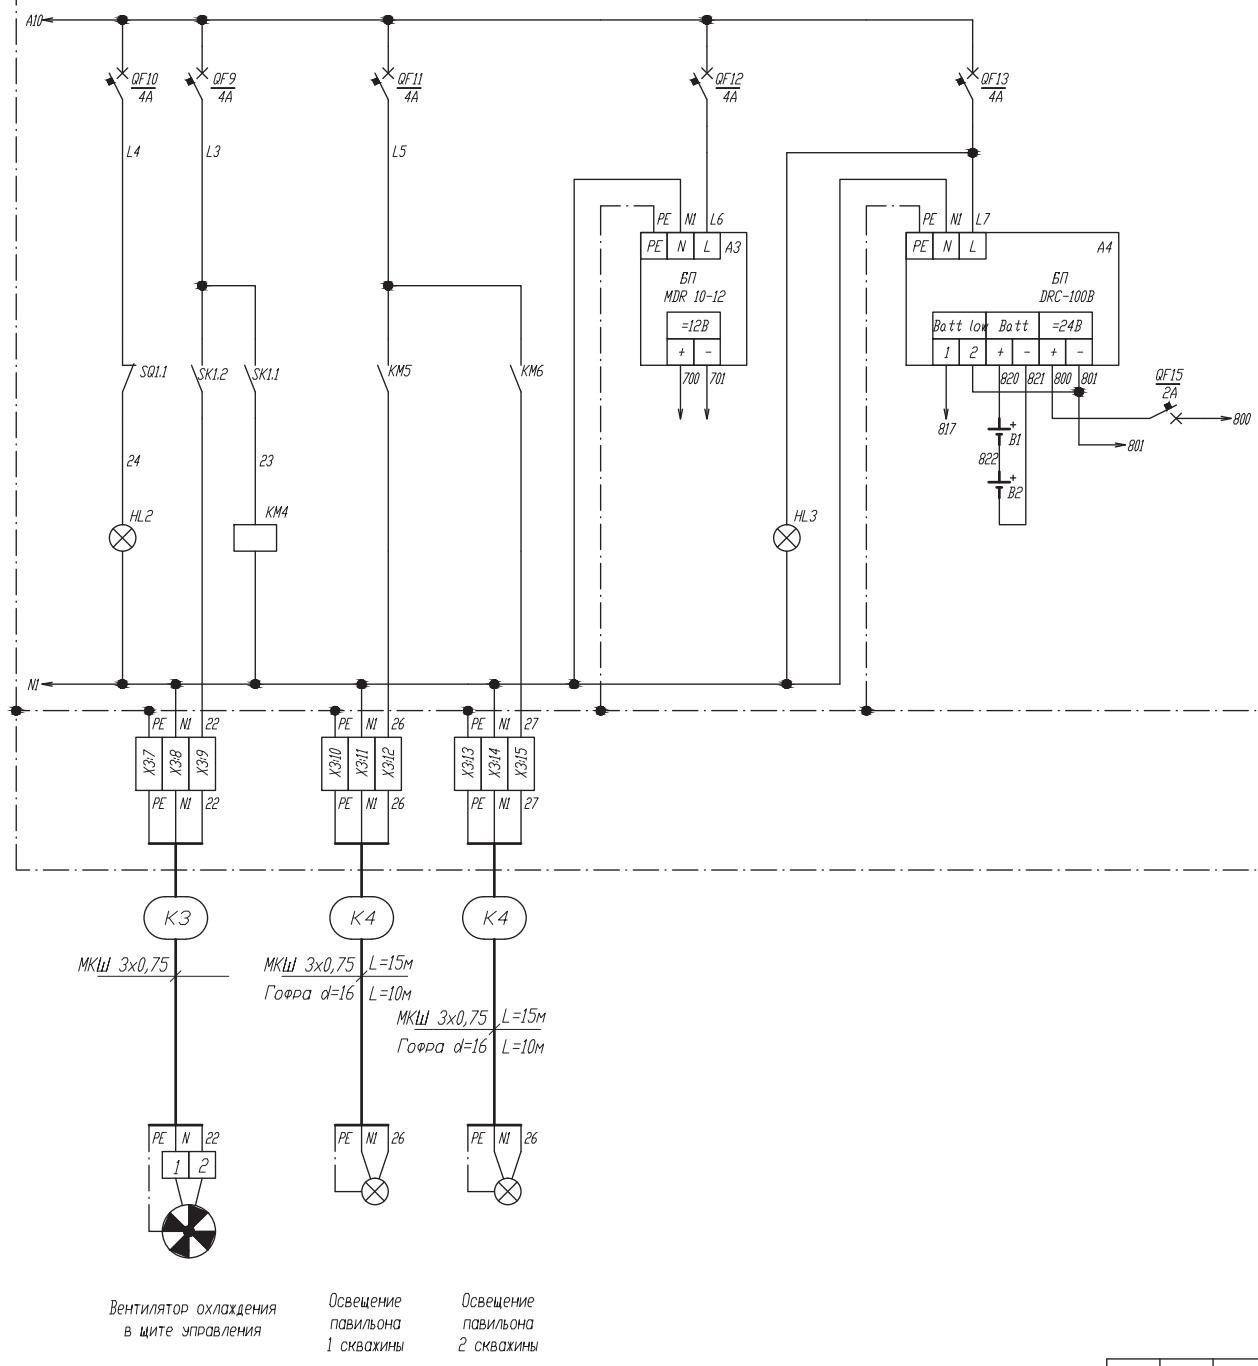 A10
QF10
4A
QF9
4A
QF11
4A
QF12
4A
QF13
4A
L4
L3
L5
PE N1 L6
PE N L A3
БП
MDR 10-12
=12В
+ -
700 701
PE N1 L7
PE N L A4
БП
DRC-100В
Batt low Batt =24В
1 2 + - + -
820 821 800 801
QF15
2A
800
817
801
B1
+
822
B2
+
SQ1.1
SK1.2
SK1.1
KM5
KM6
24
23
HL2
KM4
HL3
N1
PE N1 22
PE N1 26
PE N1 27
X3:7 X3:8 X3:9
X3:10 X3:11 X3:12
X3:13 X3:14 X3:15
PE N1 22
PE N1 26
PE N1 27
К3
К4
К4
МКШ 3х0,75
МКШ 3х0,75 L=15м
Гофра d=16 L=10м
МКШ 3х0,75 L=15м
Гофра d=16 L=10м
PE N 22
1 2
PE N1 26
PE N1 26
Вентилятор охлаждения
в щите управления
Освещение
павильона
1 скважины
Освещение
павильона
2 скважины